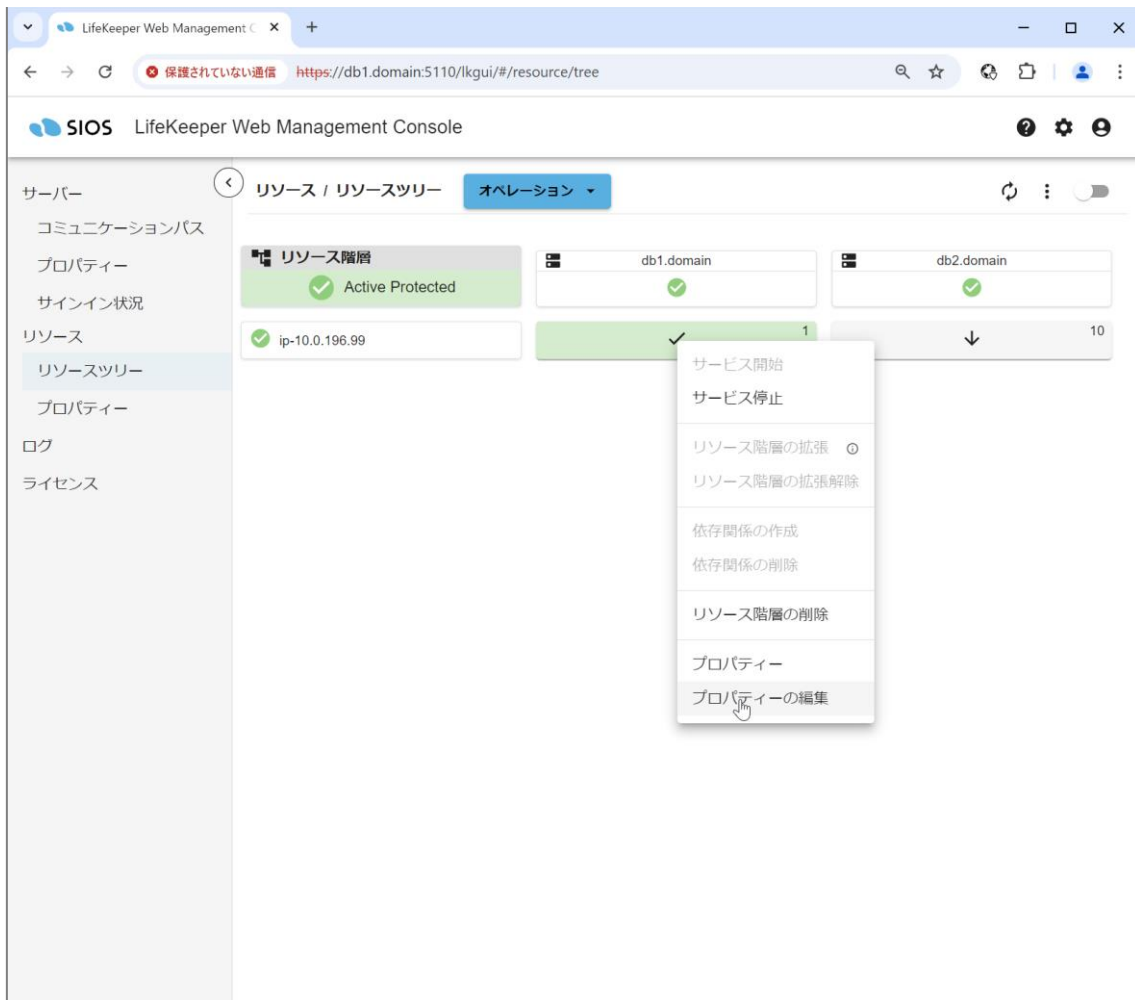 LifeKeeper Web Management C
保護されていない通信 https://db1.domain:5110/lkgui/#/resource/tree
SIOS LifeKeeper Web Management Console
サーバー
コミュニケーションパス
プロパティー
サインイン状況
リソース
リソースツリー
プロパティー
ログ
ライセンス
リソース / リソースツリー オペレーション
リソース階層 db1.domain db2.domain
Active Protected
ip-10.0.196.99 1 10
サービス開始
サービス停止
リソース階層の拡張
リソース階層の拡張解除
依存関係の作成
依存関係の削除
リソース階層の削除
プロパティー
プロパティーの編集